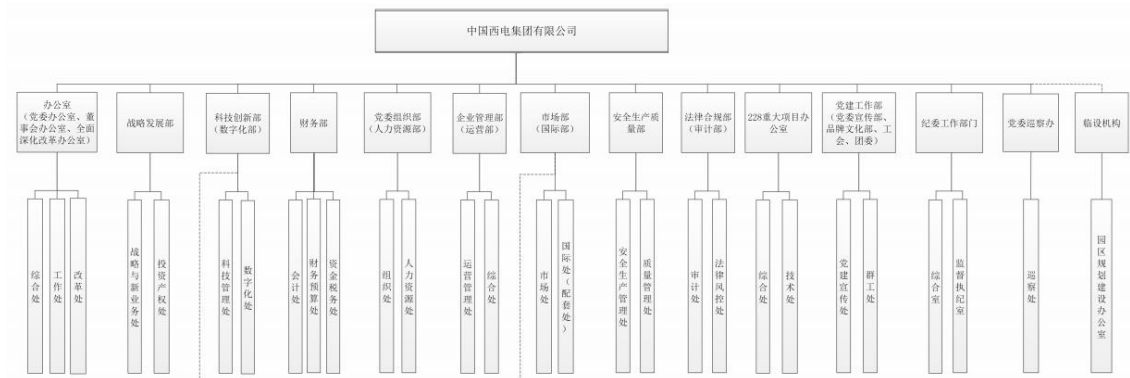 中国西电集团有限公司
办公室
（党委办公室、董
事会办公室、全面
深化改革办公室）
战略发展部
科技创新部
（数字化部）
财务部
党委组织部
（人力资源部）
企业管理部
（运营部）
市场部
（国际部）
安全生产质
量部
法律合规部
（审计部）
228重大项目办
公室
党建工作部
（党委宣传部、
品牌文化部、工
会、团委）
纪委工作部门
党委巡察办
临设机构
综合处
工作处
改革处
战略与新业务处
投资产权处
科技管理处
数字化处
会计处
财务预算处
资金税务处
组织处
人力资源处
运营管理处
综合处
市场处
国际处（配套处）
安全生产管理处
质量管理处
审计处
法律风控处
综合处
技术处
党建宣传处
群工处
综合室
监督执纪室
巡察处
园区规划建设办公室